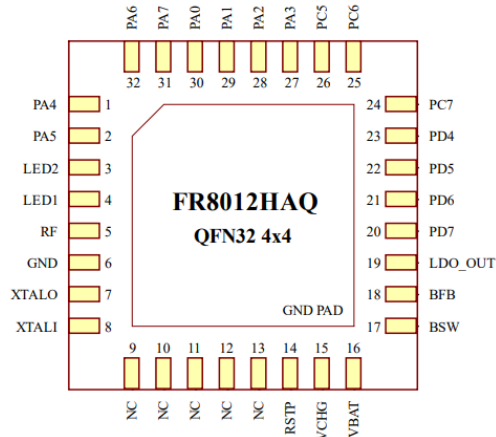 PA6 PA7 PA0 PA1 PA2 PA3 PC5 PC6
32 31 30 29 28 27 26 25
PA4 1
PA5 2
LED2 3
LED1 4
RF 5
GND 6
XTALO 7
XTALI 8
FR8012HAQ
QFN32 4x4
GND PAD
24 PC7
23 PD4
22 PD5
21 PD6
20 PD7
19 LDO_OUT
18 BFB
17 BSW
9 10 11 12 13 14 15 16
NC NC NC NC NC RSTP VCHG VBAT